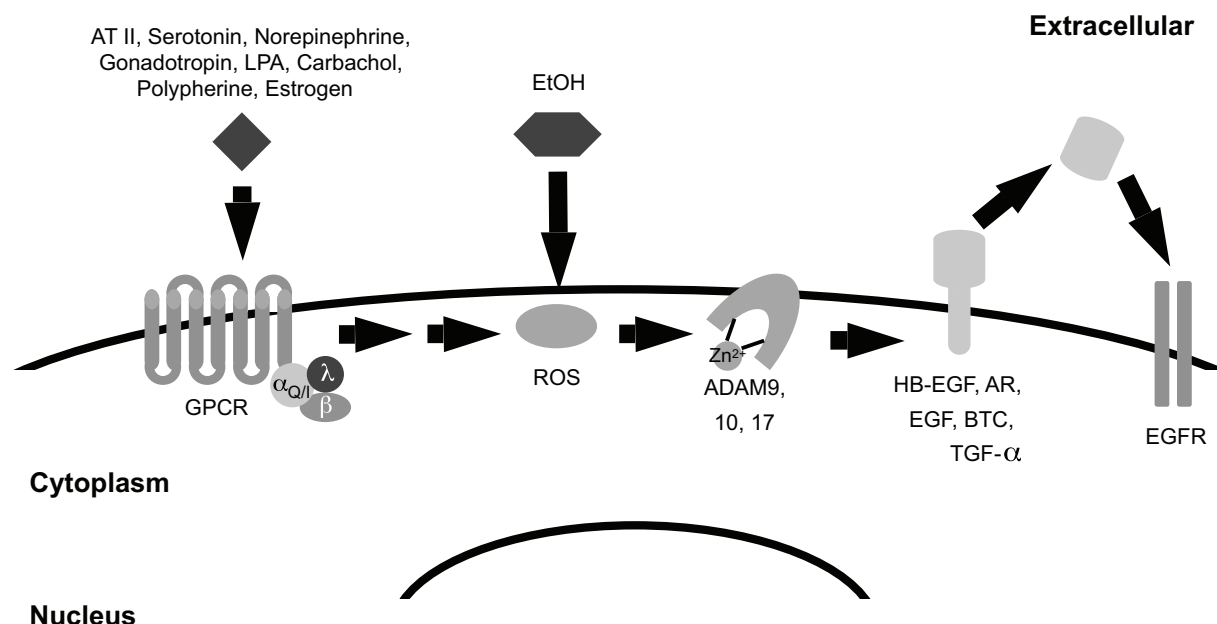 Extracellular
AT II, Serotonin, Norepinephrine,
Gonadotropin, LPA, Carbachol,
Polypherine, Estrogen
EtOH
GPCR
αQ/I
λ
β
ROS
Zn2+
ADAM9,
10, 17
HB-EGF, AR,
EGF, BTC,
TGF-α
EGFR
Cytoplasm
Nucleus